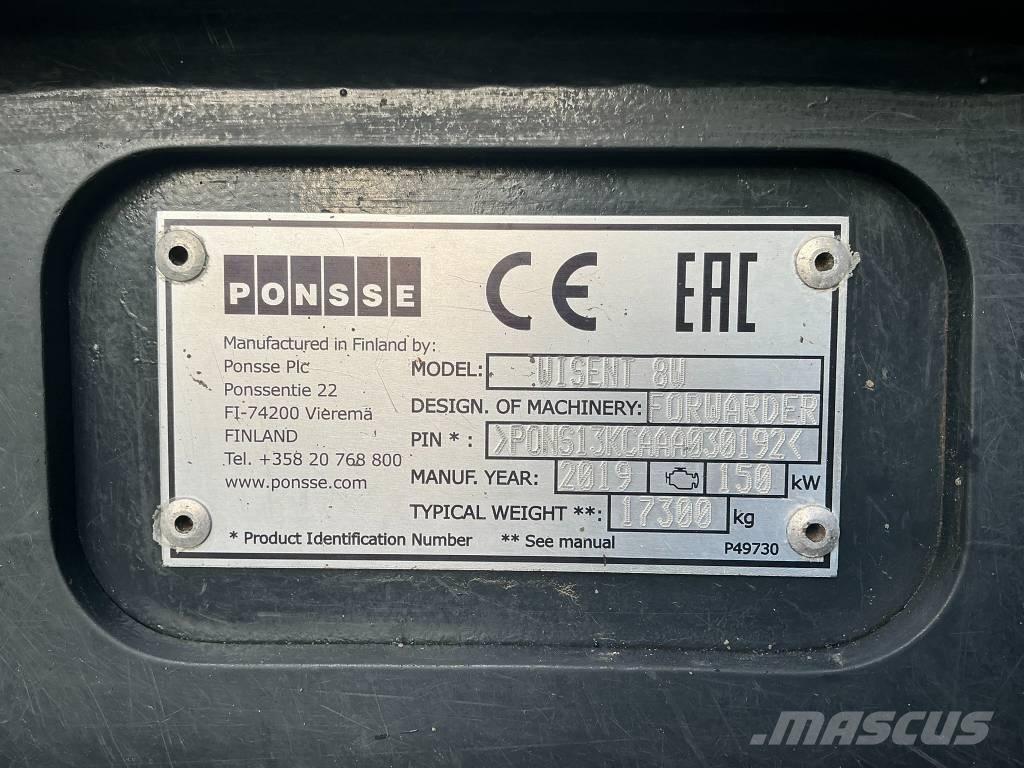 PONSSE CE EAC
Manufactured in Finland by:
Ponsse Plc
Ponssentie 22
FI-74200 Vieremä
FINLAND
Tel. +358 20 768 800
www.ponsse.com
MODEL: WISENT 8W
DESIGN. OF MACHINERY: FORWARDER
PIN * : >PONS13KCAAA030192<
MANUF. YEAR: 2019 150 kW
TYPICAL WEIGHT **: 17300 kg
* Product Identification Number ** See manual P49730
MASCUS